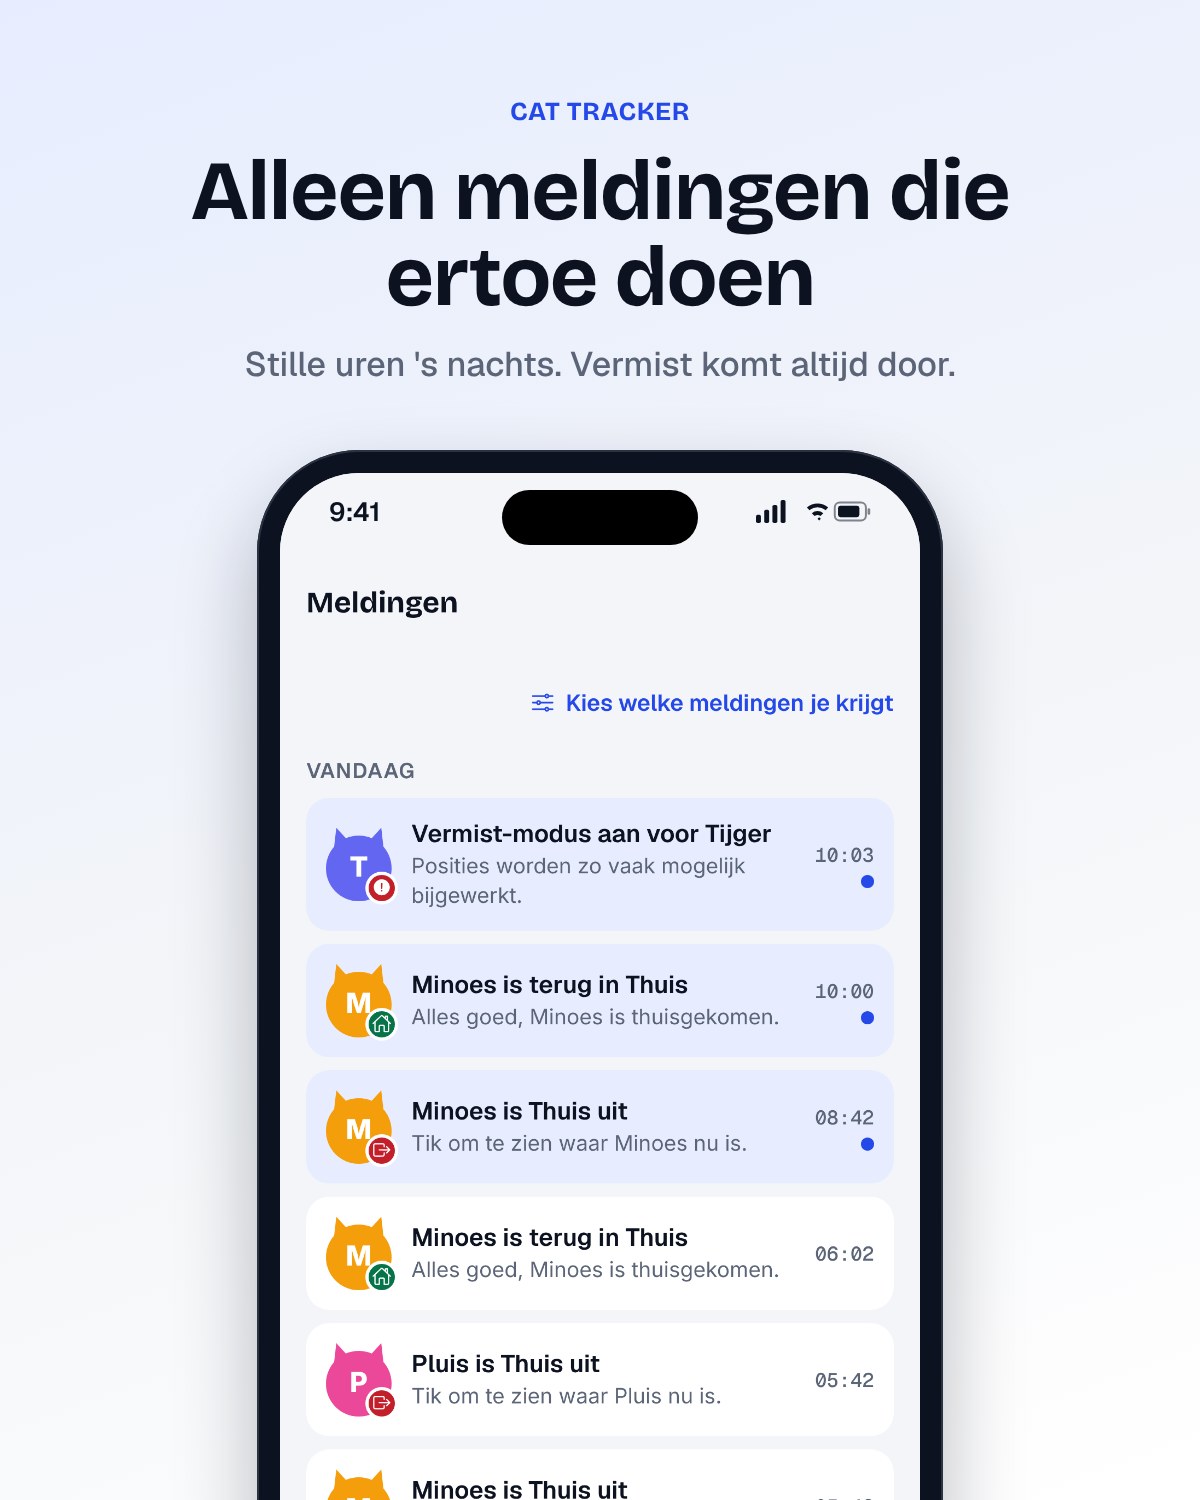 CAT TRACKER
Alleen meldingen die
ertoe doen
Stille uren 's nachts. Vermist komt altijd door.
9:41
Meldingen
Kies welke meldingen je krijgt
VANDAAG
T
Vermist-modus aan voor Tijger
Posities worden zo vaak mogelijk
bijgewerkt.
10:03
M
Minoes is terug in Thuis
Alles goed, Minoes is thuisgekomen.
10:00
M
Minoes is Thuis uit
Tik om te zien waar Minoes nu is.
08:42
M
Minoes is terug in Thuis
Alles goed, Minoes is thuisgekomen.
06:02
P
Pluis is Thuis uit
Tik om te zien waar Pluis nu is.
05:42
Minoes is Thuis uit